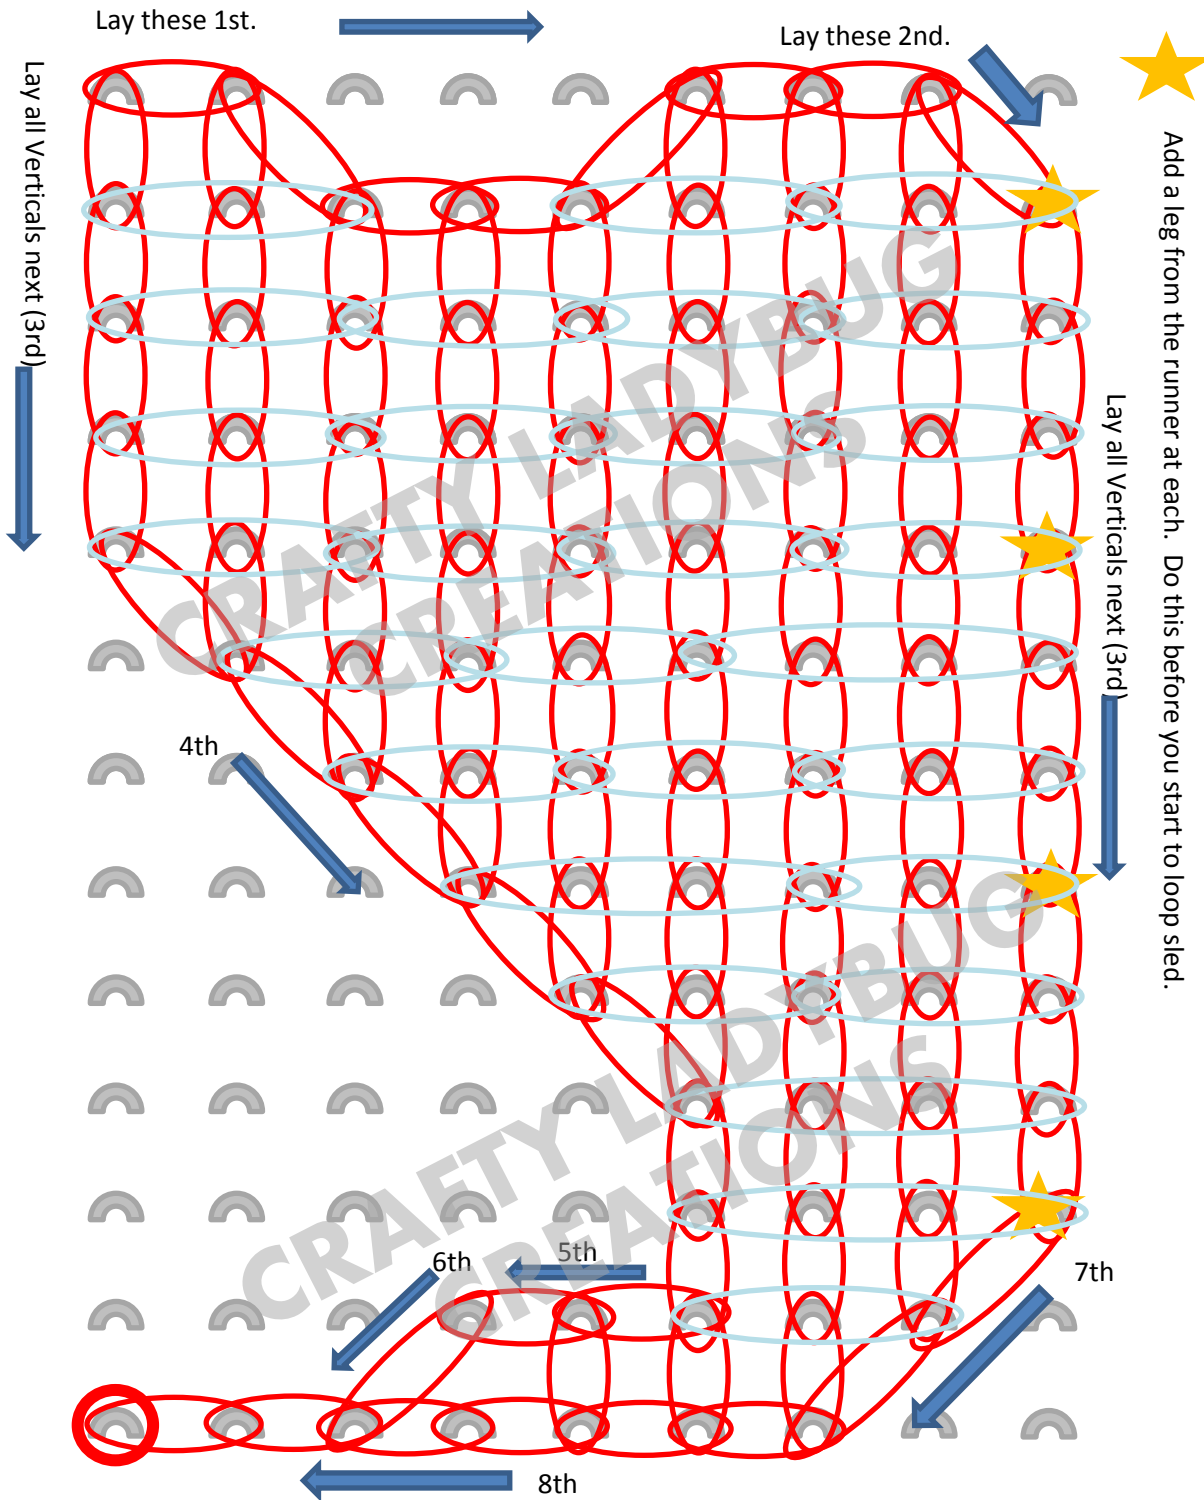 Lay these 1st.
Lay these 2nd.
Lay all Verticals next (3rd)
Add a leg from the runner at each.  Do this before you start to loop sled.
Lay all Verticals next (3rd)
CRAFTY LADYBUG
CREATIONS
4th
CRAFTY LADYBUG
CREATIONS
5th
6th
7th
8th